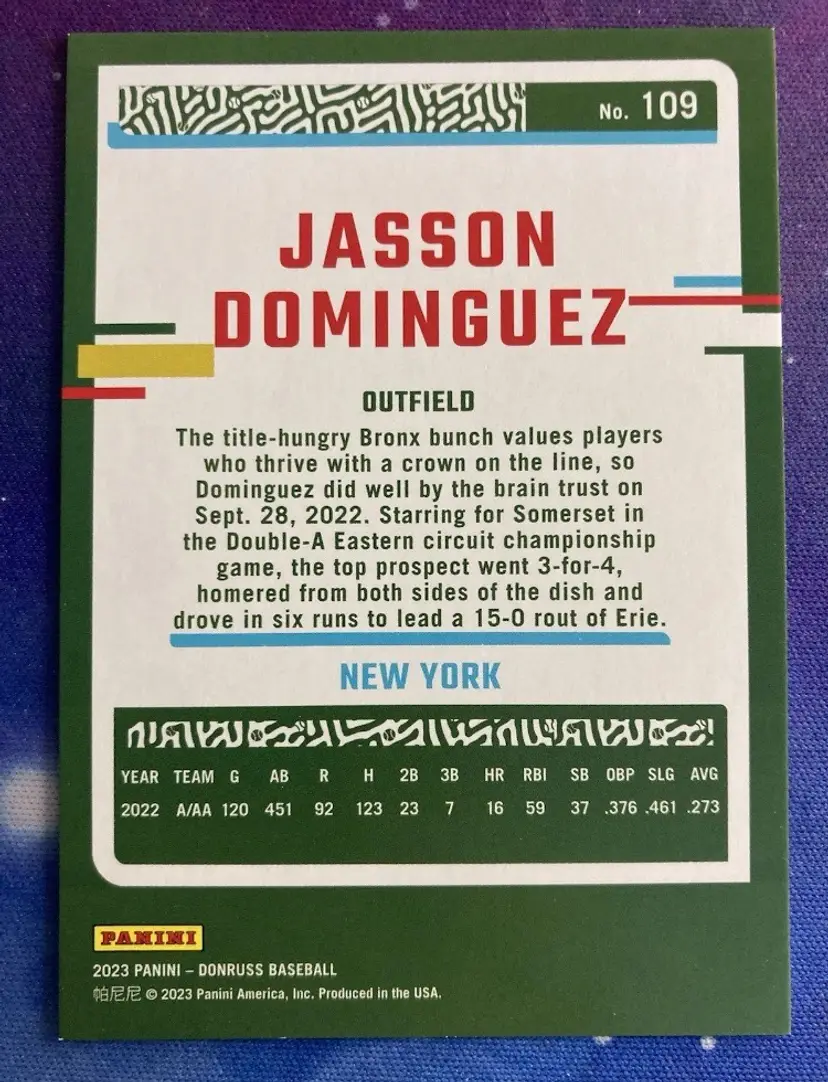 No. 109
JASSON
DOMINGUEZ
OUTFIELD
The title-hungry Bronx bunch values players
who thrive with a crown on the line, so
Dominguez did well by the brain trust on
Sept. 28, 2022. Starring for Somerset in
the Double-A Eastern circuit championship
game, the top prospect went 3-for-4,
homered from both sides of the dish and
drove in six runs to lead a 15-0 rout of Erie.
NEW YORK
YEAR TEAM G AB R H 2B 3B HR RBI SB OBP SLG AVG
2022 A/AA 120 451 92 123 23 7 16 59 37 .376 .461 .273
PANINI
2023 PANINI – DONRUSS BASEBALL
帕尼尼 © 2023 Panini America, Inc. Produced in the USA.